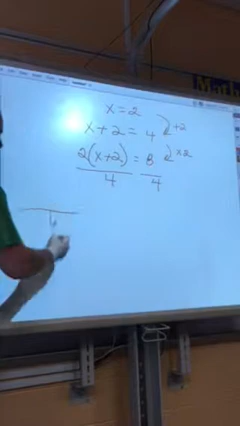 x = 2
x + 2 = 4 +2
2(x+2) = 8 ×2
4 4